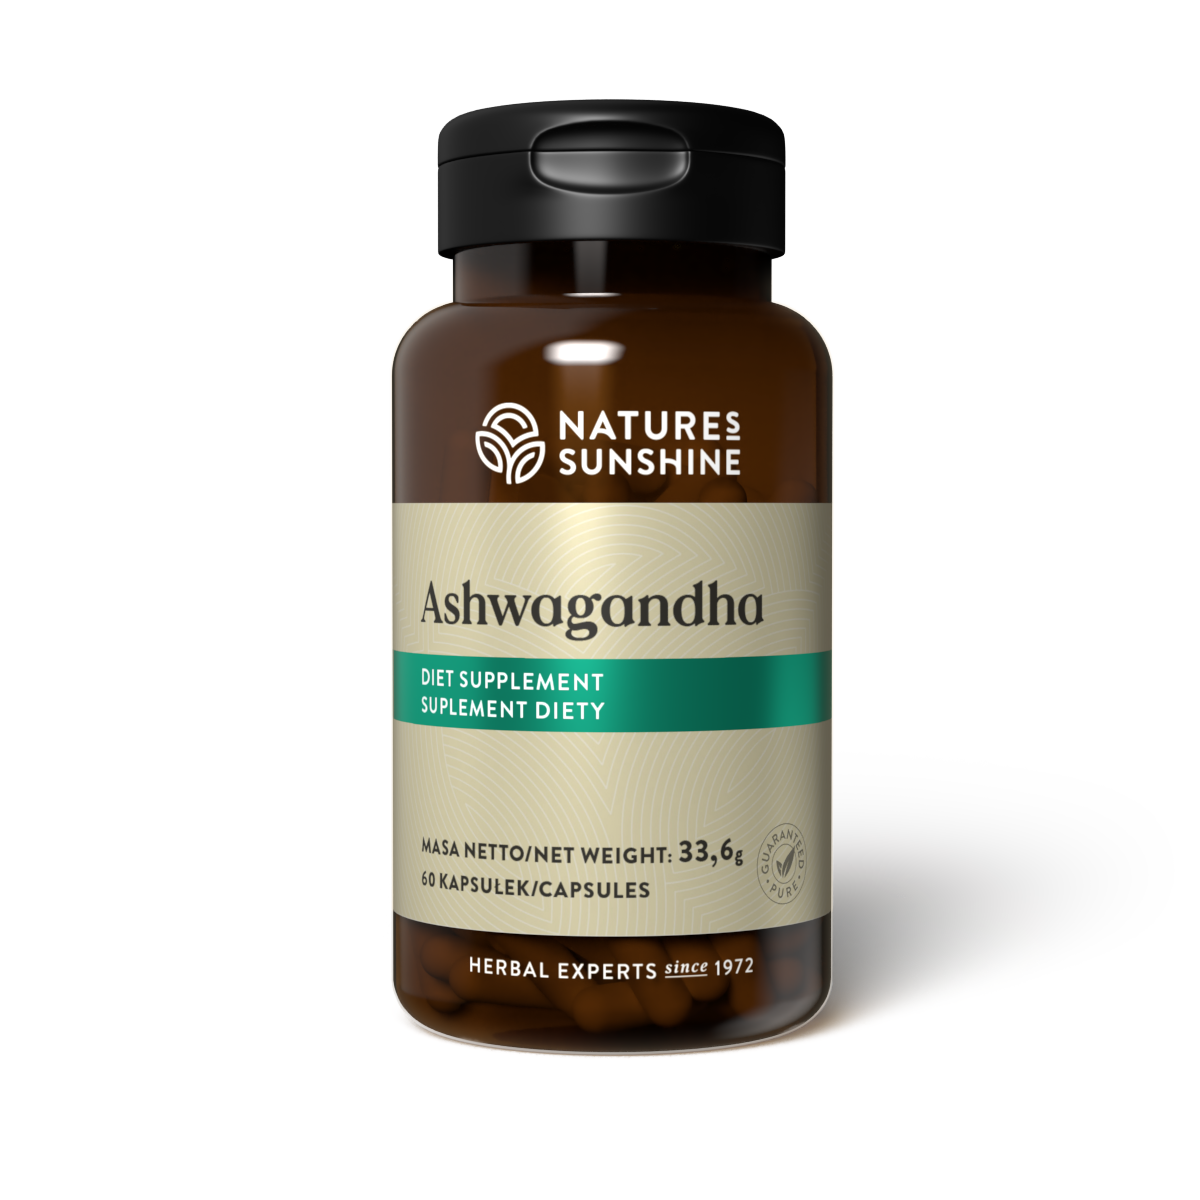 NATURES
SUNSHINE
Ashwagandha
DIET SUPPLEMENT
SUPLEMENT DIETY
MASA NETTO/NET WEIGHT: 33,6g
60 KAPSUŁEK/CAPSULES
GUARANTEED
PURE
HERBAL EXPERTS since 1972